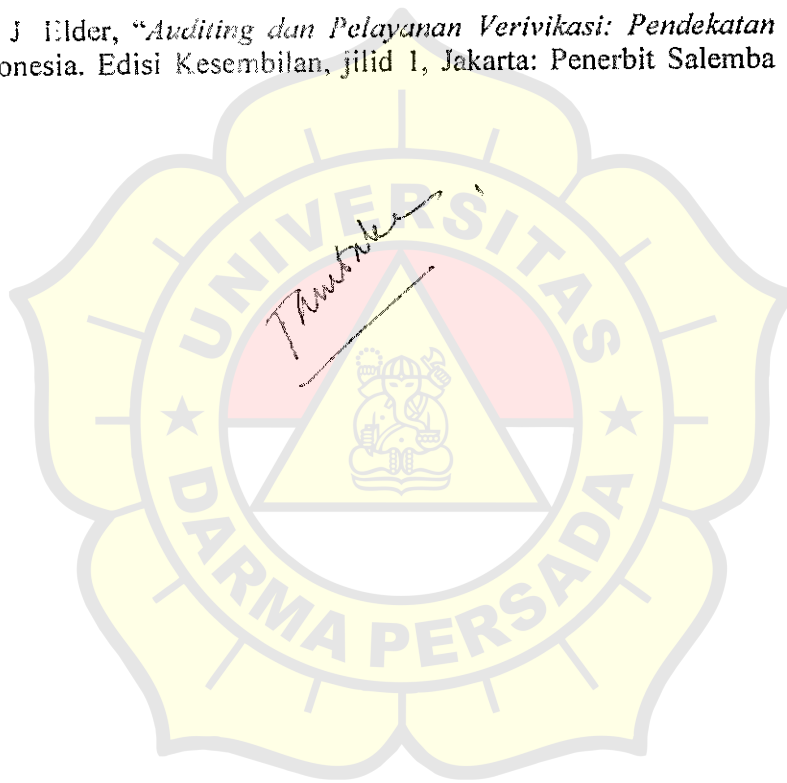 J Elder, “Auditing dan Pelayanan Verivikasi: Pendekatan
onesia. Edisi Kesembilan, jilid 1, Jakarta: Penerbit Salemba
UNIVERSITAS
DARMA PERSADA